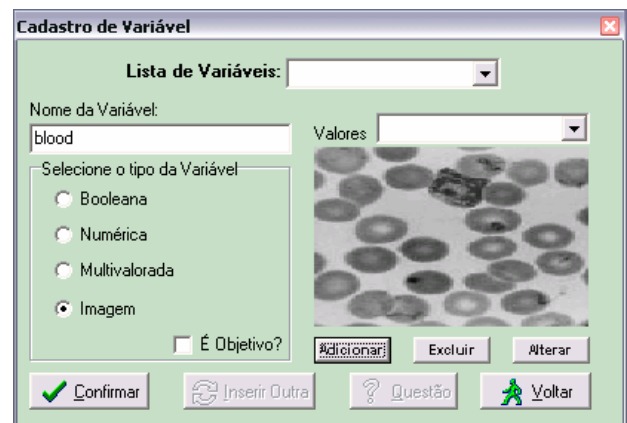 Cadastro de Variável
Lista de Variáveis:
Nome da Variável:
blood
Valores
Selecione o tipo da Variável
Booleana
Numérica
Multivalorada
Imagem
É Objetivo?
Adicionar
Excluir
Alterar
Confirmar
Inserir Outra
Questão
Voltar